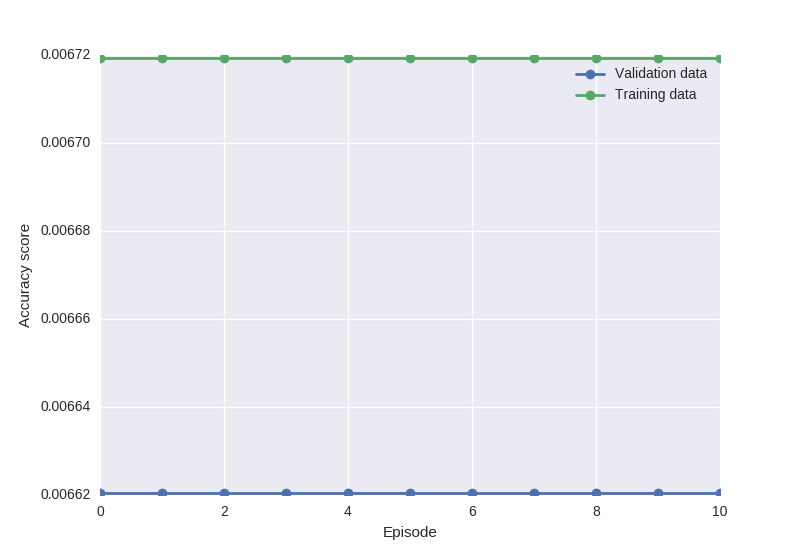 0.00672
0.00670
0.00668
0.00666
0.00664
0.00662
Accuracy score
Validation data
Training data
0 2 4 6 8 10
Episode